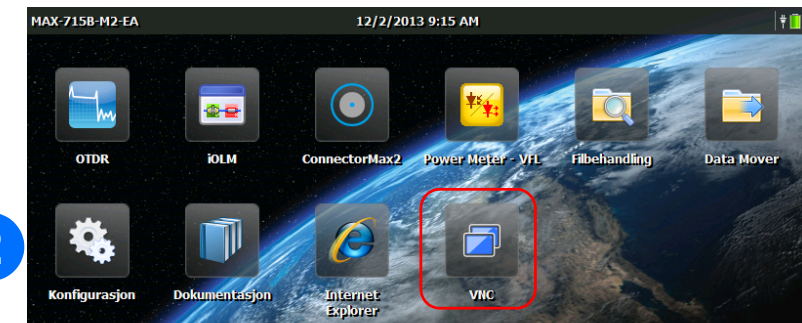 MAX-715B-M2-EA 12/2/2013 9:15 AM
OTDR iOLM ConnectorMax2 Power Meter - VFL Filbehandling Data Mover
2
Konfigurasjon Dokumentasjon Internet Explorer VNC